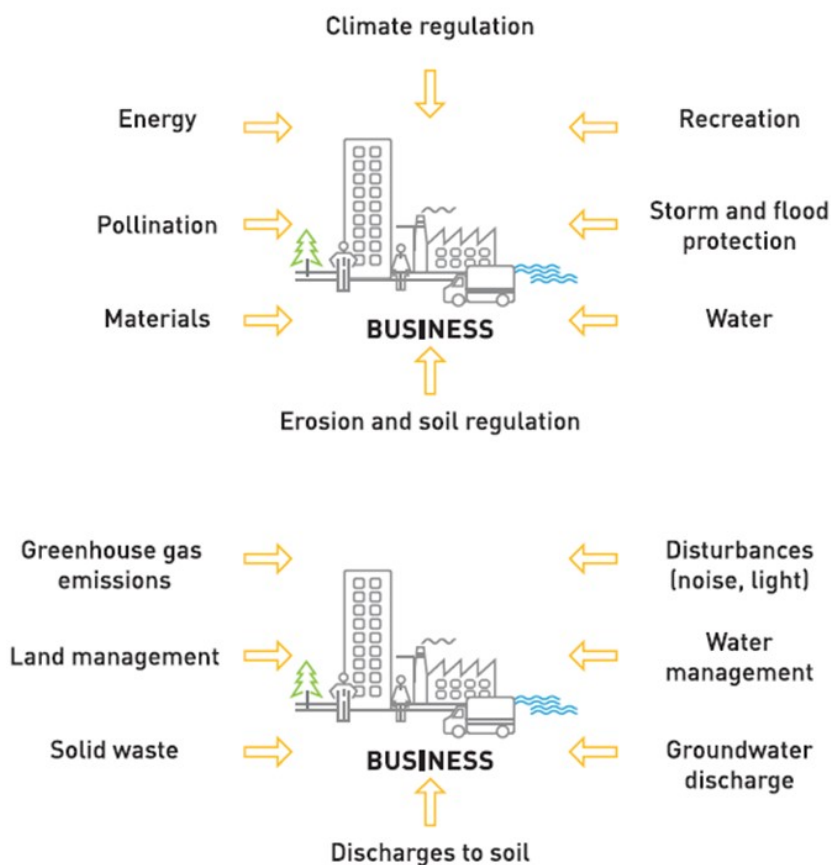 Climate regulation
Energy
Recreation
Pollination
Storm and flood
protection
Materials
Water
BUSINESS
Erosion and soil regulation
Greenhouse gas
emissions
Disturbances
(noise, light)
Land management
Water
management
Solid waste
Groundwater
discharge
BUSINESS
Discharges to soil